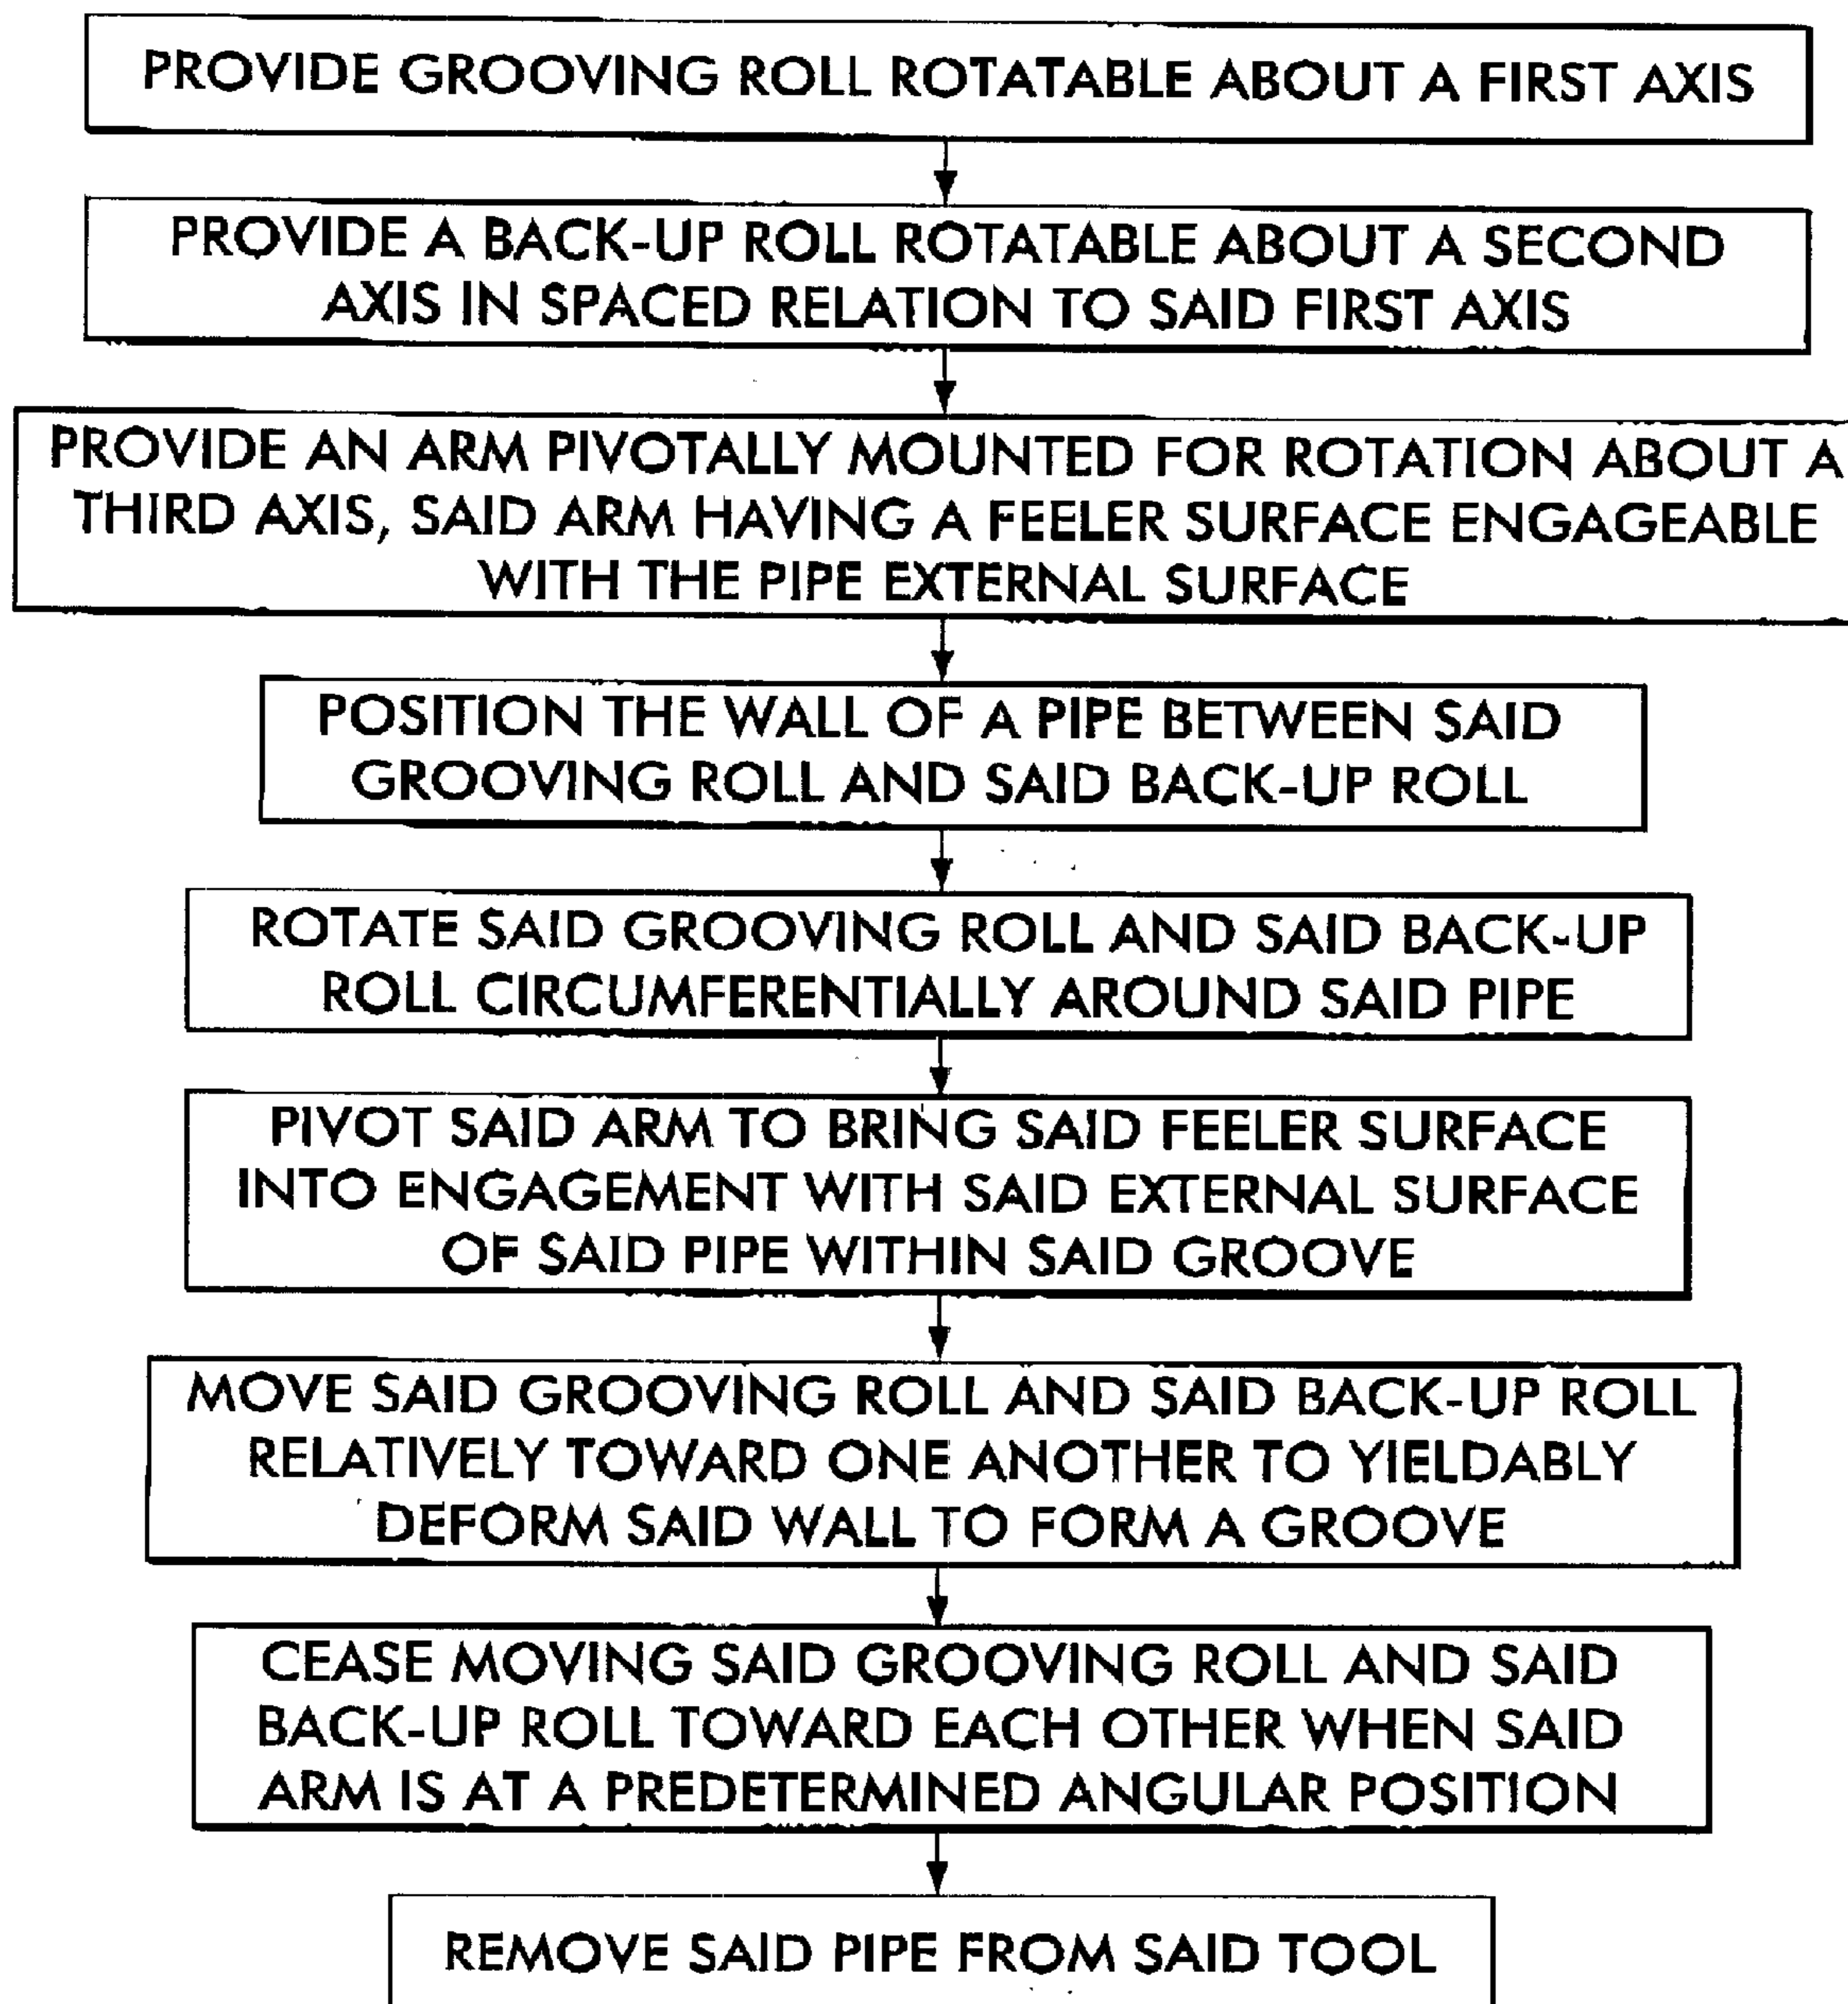 PROVIDE GROOVING ROLL ROTATABLE ABOUT A FIRST AXIS
PROVIDE A BACK-UP ROLL ROTATABLE ABOUT A SECOND
AXIS IN SPACED RELATION TO SAID FIRST AXIS
PROVIDE AN ARM PIVOTALLY MOUNTED FOR ROTATION ABOUT A
THIRD AXIS, SAID ARM HAVING A FEELER SURFACE ENGAGEABLE
WITH THE PIPE EXTERNAL SURFACE
POSITION THE WALL OF A PIPE BETWEEN SAID
GROOVING ROLL AND SAID BACK-UP ROLL
ROTATE SAID GROOVING ROLL AND SAID BACK-UP
ROLL CIRCUMFERENTIALLY AROUND SAID PIPE
PIVOT SAID ARM TO BRING SAID FEELER SURFACE
INTO ENGAGEMENT WITH SAID EXTERNAL SURFACE
OF SAID PIPE WITHIN SAID GROOVE
MOVE SAID GROOVING ROLL AND SAID BACK-UP ROLL
RELATIVELY TOWARD ONE ANOTHER TO YIELDABLY
DEFORM SAID WALL TO FORM A GROOVE
CEASE MOVING SAID GROOVING ROLL AND SAID
BACK-UP ROLL TOWARD EACH OTHER WHEN SAID
ARM IS AT A PREDETERMINED ANGULAR POSITION
REMOVE SAID PIPE FROM SAID TOOL